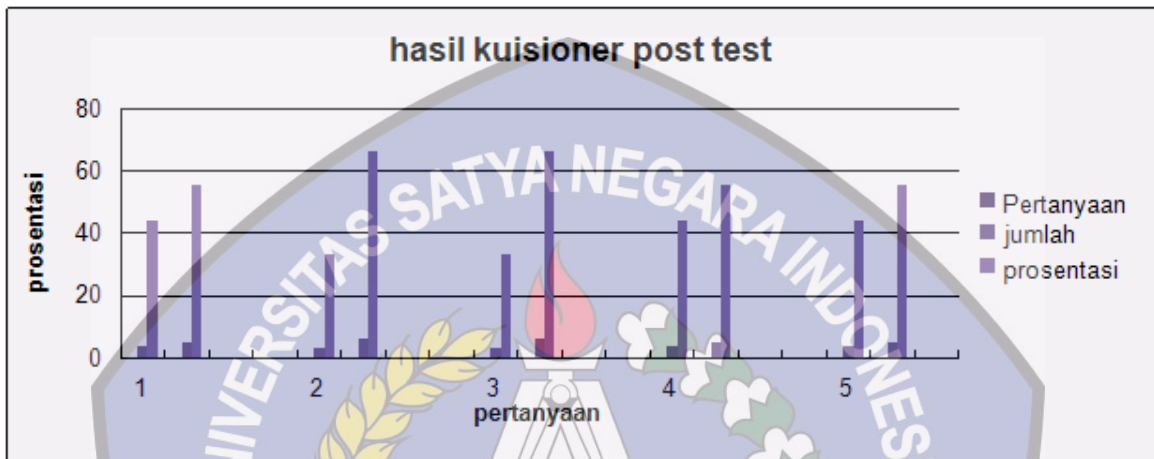 hasil kuisioner post test
80
60
40
20
0
prosentasi
1 2 3 4 5
pertanyaan
Pertanyaan
jumlah
prosentasi
UNIVERSITAS SATYA NEGARA